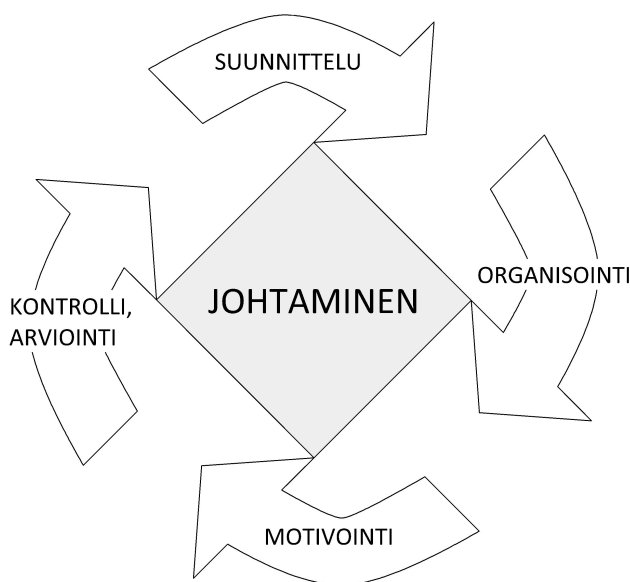 SUUNNITTELU
ORGANISOINTI
JOHTAMINEN
KONTROLLI,
ARVIOINTI
MOTIVOINTI